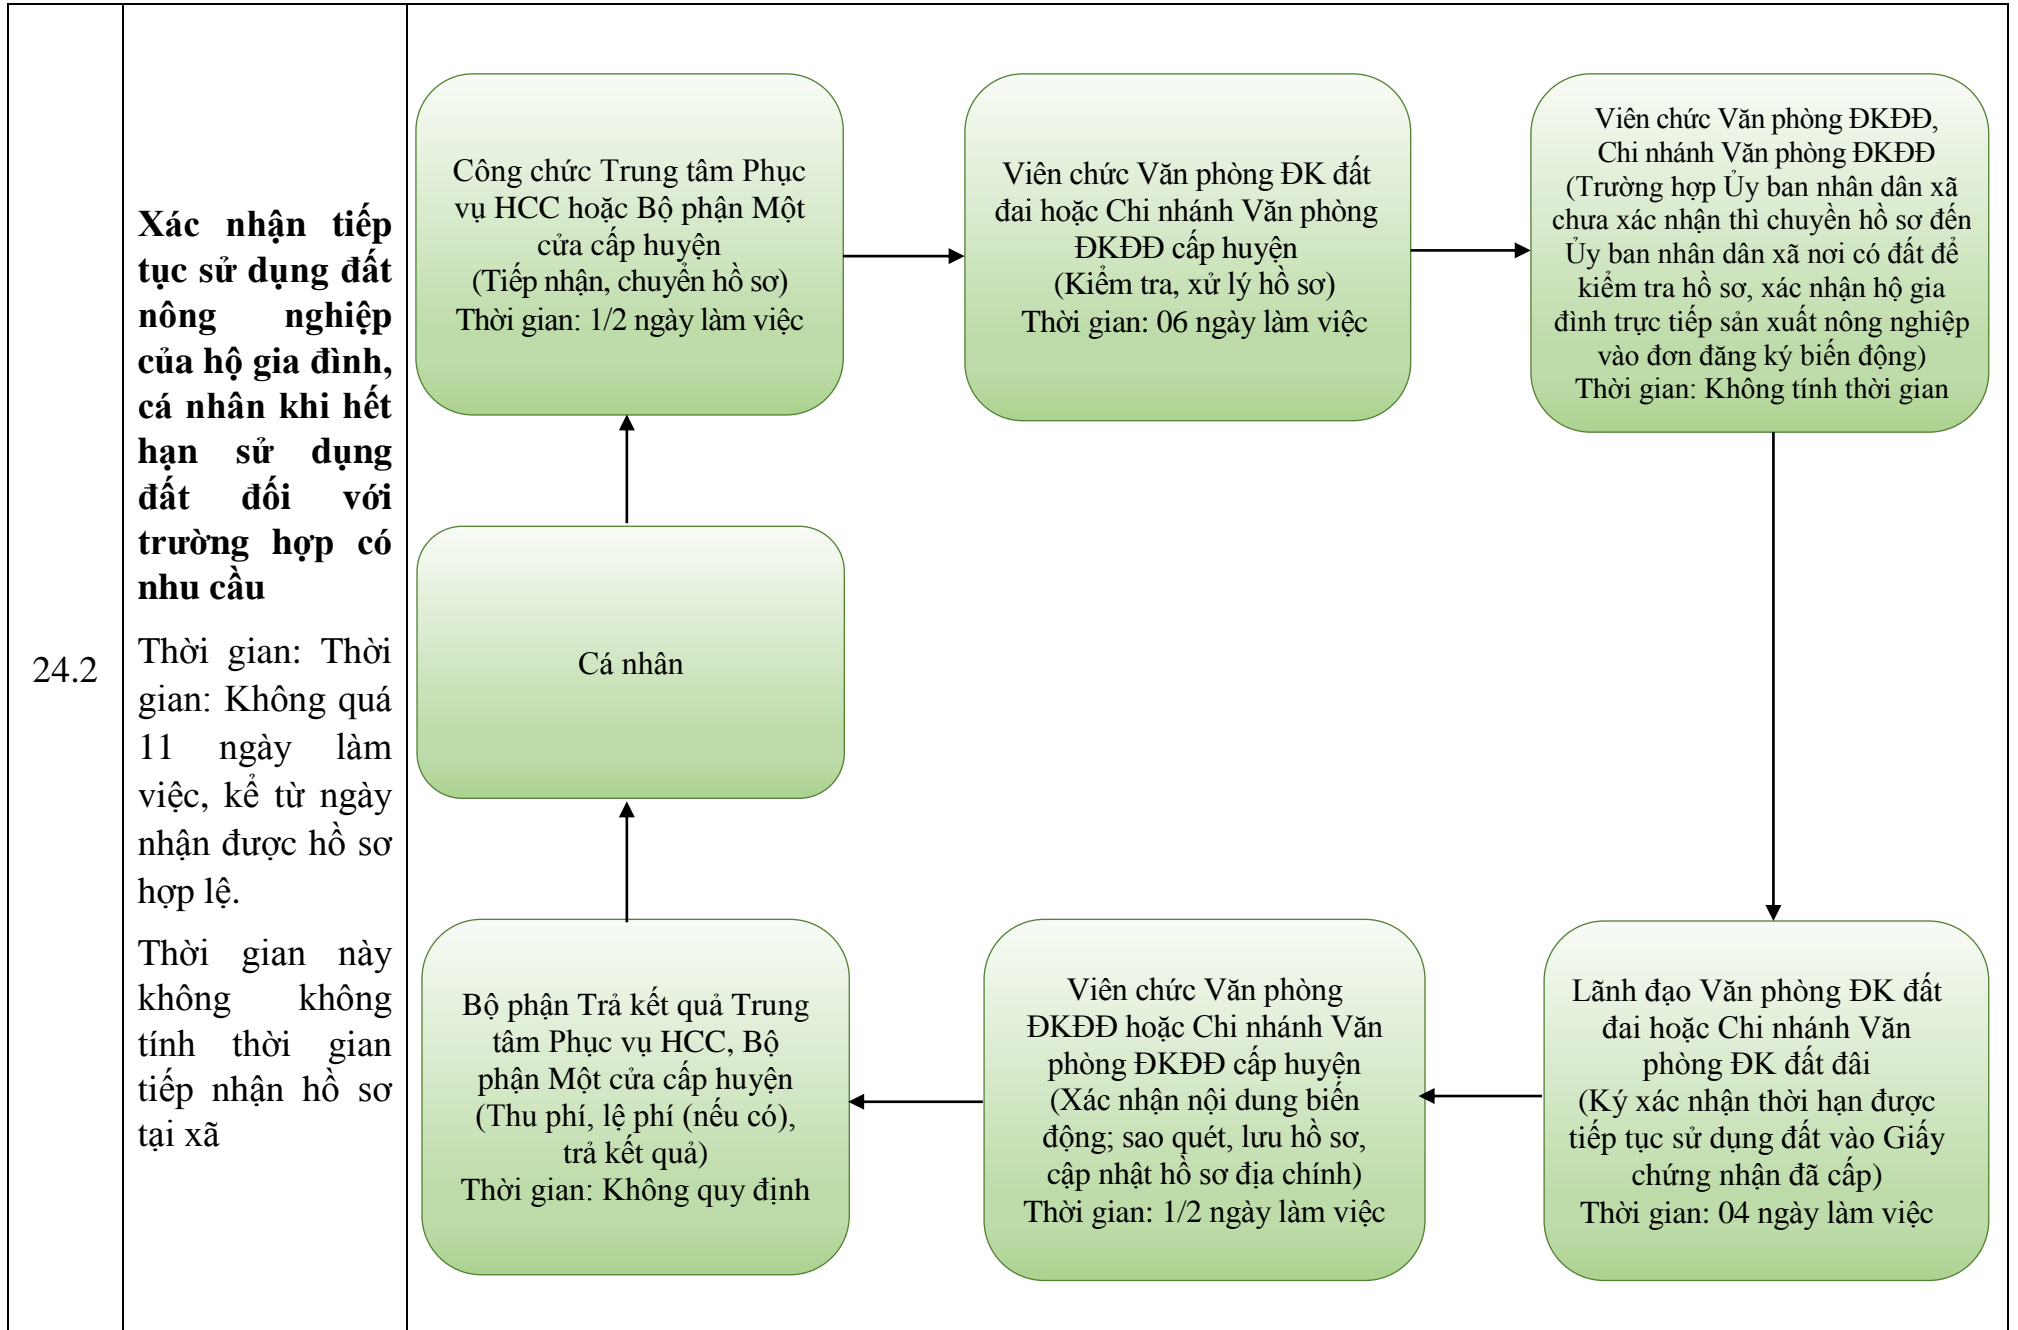 24.2
Xác nhận tiếp
tục sử dụng đất
nông nghiệp
của hộ gia đình,
cá nhân khi hết
hạn sử dụng
đất đối với
trường hợp có
nhu cầu
Thời gian: Thời
gian: Không quá
11 ngày làm
việc, kể từ ngày
nhận được hồ sơ
hợp lệ.
Thời gian này
không không
tính thời gian
tiếp nhận hồ sơ
tại xã
Công chức Trung tâm Phục
vụ HCC hoặc Bộ phận Một
cửa cấp huyện
(Tiếp nhận, chuyển hồ sơ)
Thời gian: 1/2 ngày làm việc
Viên chức Văn phòng ĐK đất
đai hoặc Chi nhánh Văn phòng
ĐKĐĐ cấp huyện
(Kiểm tra, xử lý hồ sơ)
Thời gian: 06 ngày làm việc
Viên chức Văn phòng ĐKĐĐ,
Chi nhánh Văn phòng ĐKĐĐ
(Trường hợp Ủy ban nhân dân xã
chưa xác nhận thì chuyền hồ sơ đến
Ủy ban nhân dân xã nơi có đất để
kiểm tra hồ sơ, xác nhận hộ gia
đình trực tiếp sản xuất nông nghiệp
vào đơn đăng ký biến động)
Thời gian: Không tính thời gian
Cá nhân
Bộ phận Trả kết quả Trung
tâm Phục vụ HCC, Bộ
phận Một cửa cấp huyện
(Thu phí, lệ phí (nếu có),
trả kết quả)
Thời gian: Không quy định
Viên chức Văn phòng
ĐKĐĐ hoặc Chi nhánh Văn
phòng ĐKĐĐ cấp huyện
(Xác nhận nội dung biến
động; sao quét, lưu hồ sơ,
cập nhật hồ sơ địa chính)
Thời gian: 1/2 ngày làm việc
Lãnh đạo Văn phòng ĐK đất
đai hoặc Chi nhánh Văn
phòng ĐK đất đâi
(Ký xác nhận thời hạn được
tiếp tục sử dụng đất vào Giấy
chứng nhận đã cấp)
Thời gian: 04 ngày làm việc